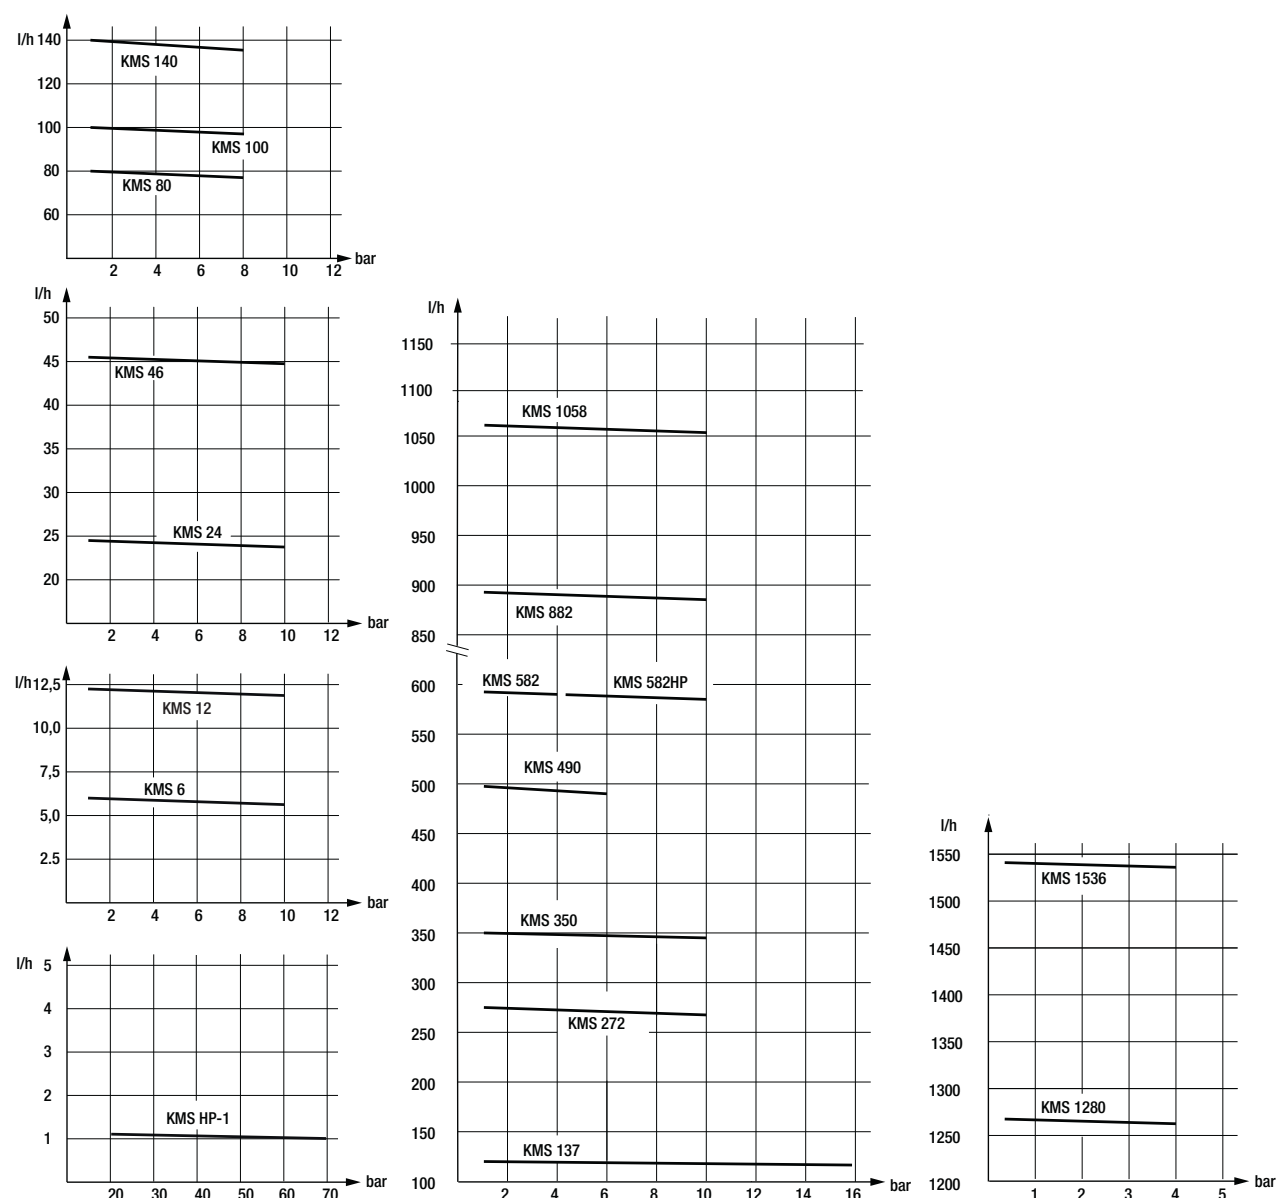 l/h 140
KMS 140
120
100
KMS 100
80
KMS 80
60
bar
2 4 6 8 10 12
l/h
50
45
KMS 46
40
35
30
25
KMS 24
20
bar
2 4 6 8 10 12
l/h 12,5
KMS 12
10,0
7,5
KMS 6
5,0
2.5
bar
2 4 6 8 10 12
l/h 5
4
3
2
KMS HP-1
1
bar
20 30 40 50 60 70
l/h
1150
1100
KMS 1058
1050
1000
950
900
KMS 882
850
KMS 582 KMS 582HP
600
550
KMS 490
500
450
400
KMS 350
350
300
KMS 272
250
200
150
KMS 137
100
bar
2 4 6 8 10 12 14 16
l/h
1550
KMS 1536
1500
1450
1400
1350
1300
KMS 1280
1250
1200
bar
1 2 3 4 5